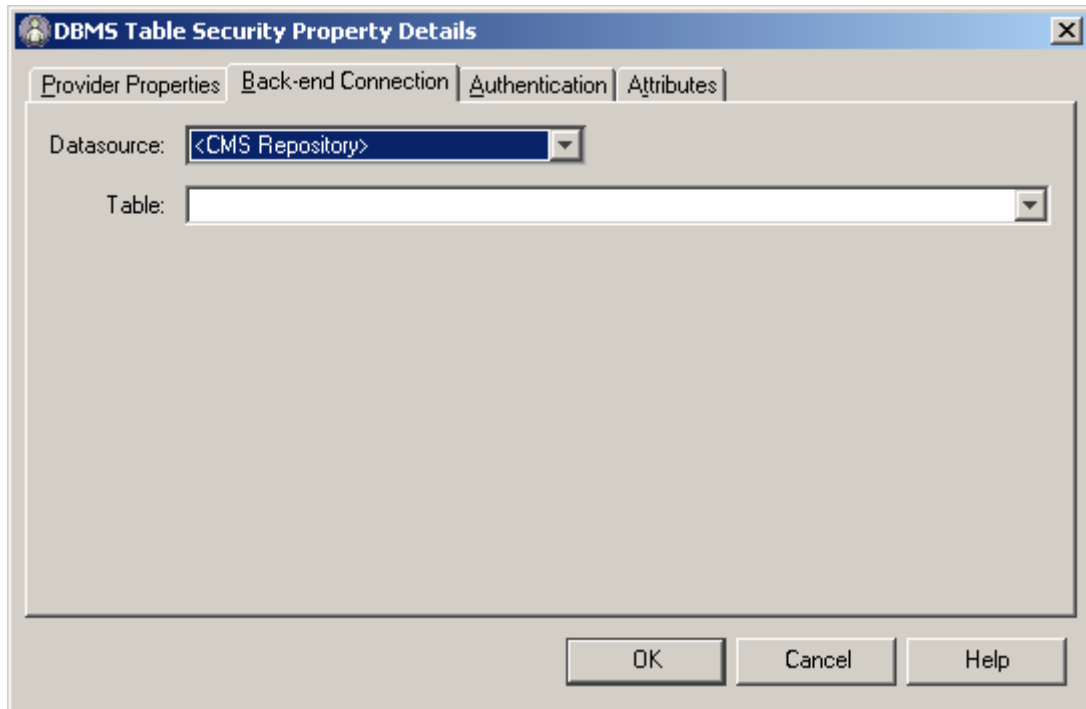 DBMS Table Security Property Details
Provider Properties Back-end Connection Authentication Attributes
Datasource: <CMS Repository>
Table:
OK Cancel Help